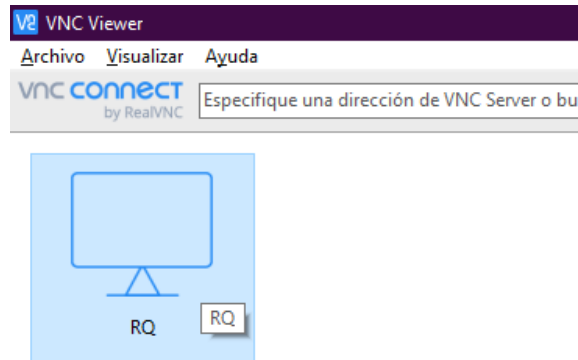 V2 VNC Viewer
Archivo Visualizar Ayuda
vnc connect
by RealVNC
Especifique una dirección de VNC Server o bu
RQ
RQ